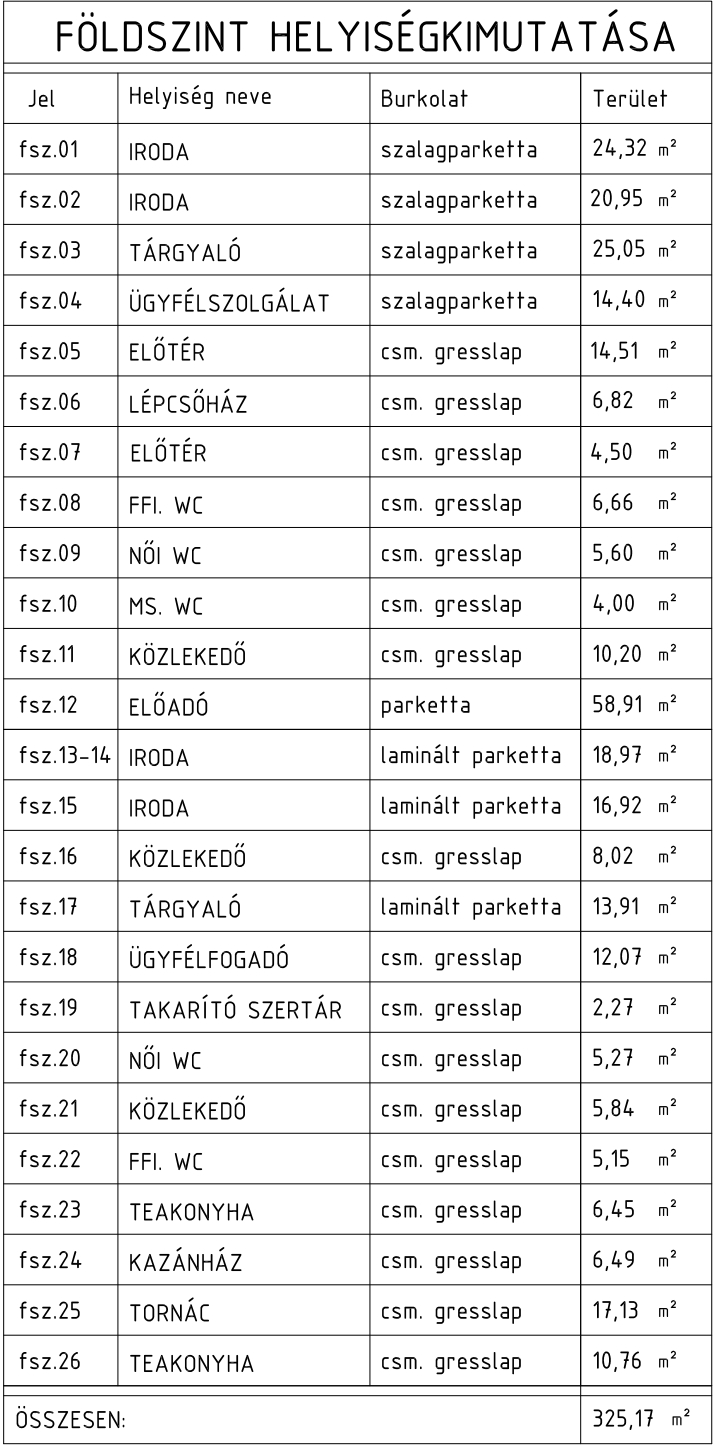 FÖLDSZINT HELYISÉGKIMUTATÁSA
Jel Helyiség neve Burkolat Terület
fsz.01 IRODA szalagparketta 24,32 m²
fsz.02 IRODA szalagparketta 20,95 m²
fsz.03 TÁRGYALÓ szalagparketta 25,05 m²
fsz.04 ÜGYFÉLSZOLGÁLAT szalagparketta 14,40 m²
fsz.05 ELŐTÉR csm. gresslap 14,51 m²
fsz.06 LÉPCSŐHÁZ csm. gresslap 6,82 m²
fsz.07 ELŐTÉR csm. gresslap 4,50 m²
fsz.08 FFI. WC csm. gresslap 6,66 m²
fsz.09 NŐI WC csm. gresslap 5,60 m²
fsz.10 MS. WC csm. gresslap 4,00 m²
fsz.11 KÖZLEKEDŐ csm. gresslap 10,20 m²
fsz.12 ELŐADÓ parketta 58,91 m²
fsz.13-14 IRODA laminált parketta 18,97 m²
fsz.15 IRODA laminált parketta 16,92 m²
fsz.16 KÖZLEKEDŐ csm. gresslap 8,02 m²
fsz.17 TÁRGYALÓ laminált parketta 13,91 m²
fsz.18 ÜGYFÉLFOGADÓ csm. gresslap 12,07 m²
fsz.19 TAKARÍTÓ SZERTÁR csm. gresslap 2,27 m²
fsz.20 NŐI WC csm. gresslap 5,27 m²
fsz.21 KÖZLEKEDŐ csm. gresslap 5,84 m²
fsz.22 FFI. WC csm. gresslap 5,15 m²
fsz.23 TEAKONYHA csm. gresslap 6,45 m²
fsz.24 KAZÁNHÁZ csm. gresslap 6,49 m²
fsz.25 TORNÁC csm. gresslap 17,13 m²
fsz.26 TEAKONYHA csm. gresslap 10,76 m²
ÖSSZESEN: 325,17 m²